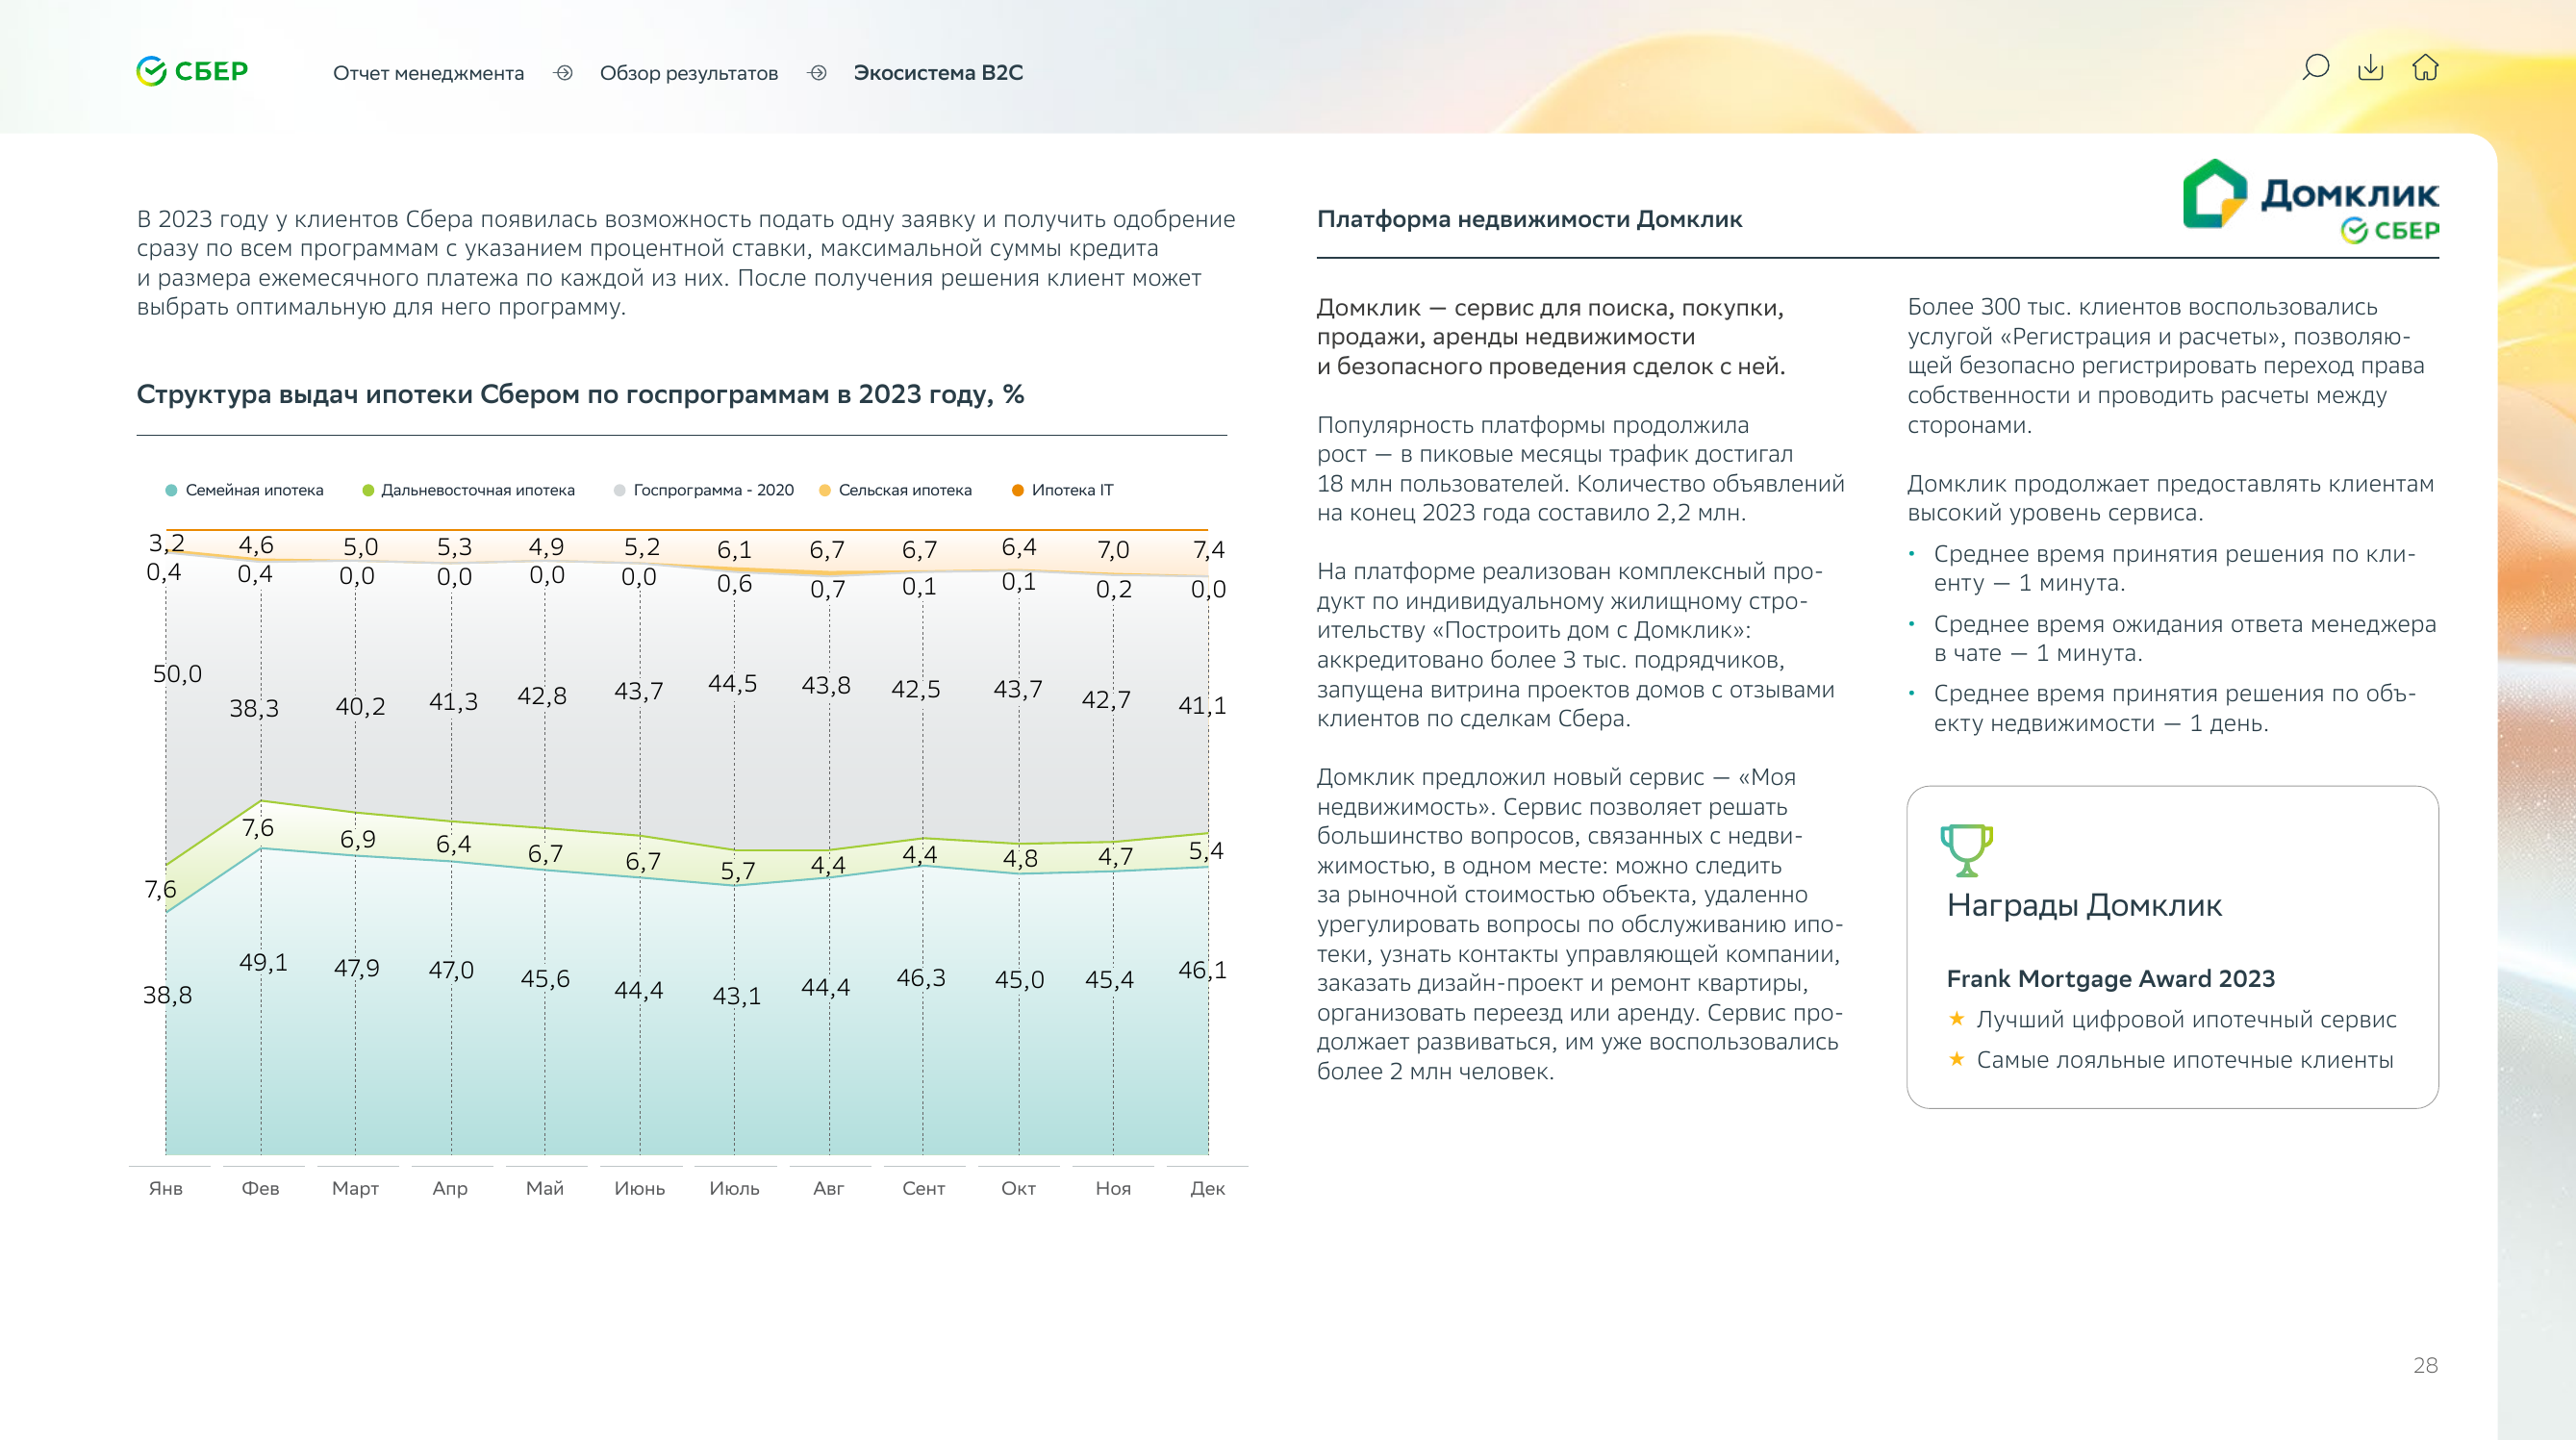 СБЕР
Отчет менеджмента
Обзор результатов
Экосистема B2C
В 2023 году у клиентов Сбера появилась возможность подать одну заявку и получить одобрение
сразу по всем программам с указанием процентной ставки, максимальной суммы кредита
и размера ежемесячного платежа по каждой из них. После получения решения клиент может
выбрать оптимальную для него программу.
Структура выдач ипотеки Сбером по госпрограммам в 2023 году, %
Семейная ипотека
Дальневосточная ипотека
Госпрограмма - 2020
Сельская ипотека
Ипотека IT
3,2 4,6 5,0 5,3 4,9 5,2 6,1 6,7 6,7 6,4 7,0 7,4
0,4 0,4 0,0 0,0 0,0 0,0 0,6 0,7 0,1 0,1 0,2 0,0
50,0 38,3 40,2 41,3 42,8 43,7 44,5 43,8 42,5 43,7 42,7 41,1
7,6 7,6 6,9 6,4 6,7 6,7 5,7 4,4 4,4 4,8 4,7 5,4
38,8 49,1 47,9 47,0 45,6 44,4 43,1 44,4 46,3 45,0 45,4 46,1
Янв Фев Март Апр Май Июнь Июль Авг Сент Окт Ноя Дек
Платформа недвижимости Домклик
Домклик
СБЕР
Домклик — сервис для поиска, покупки,
продажи, аренды недвижимости
и безопасного проведения сделок с ней.
Популярность платформы продолжила
рост — в пиковые месяцы трафик достигал
18 млн пользователей. Количество объявлений
на конец 2023 года составило 2,2 млн.
На платформе реализован комплексный про-
дукт по индивидуальному жилищному стро-
ительству «Построить дом с Домклик»:
аккредитовано более 3 тыс. подрядчиков,
запущена витрина проектов домов с отзывами
клиентов по сделкам Сбера.
Домклик предложил новый сервис — «Моя
недвижимость». Сервис позволяет решать
большинство вопросов, связанных с недви-
жимостью, в одном месте: можно следить
за рыночной стоимостью объекта, удаленно
урегулировать вопросы по обслуживанию ипо-
теки, узнать контакты управляющей компании,
заказать дизайн-проект и ремонт квартиры,
организовать переезд или аренду. Сервис про-
должает развиваться, им уже воспользовались
более 2 млн человек.
Более 300 тыс. клиентов воспользовались
услугой «Регистрация и расчеты», позволяю-
щей безопасно регистрировать переход права
собственности и проводить расчеты между
сторонами.
Домклик продолжает предоставлять клиентам
высокий уровень сервиса.
• Среднее время принятия решения по кли-
енту — 1 минута.
• Среднее время ожидания ответа менеджера
в чате — 1 минута.
• Среднее время принятия решения по объ-
екту недвижимости — 1 день.
Награды Домклик
Frank Mortgage Award 2023
Лучший цифровой ипотечный сервис
Самые лояльные ипотечные клиенты
28